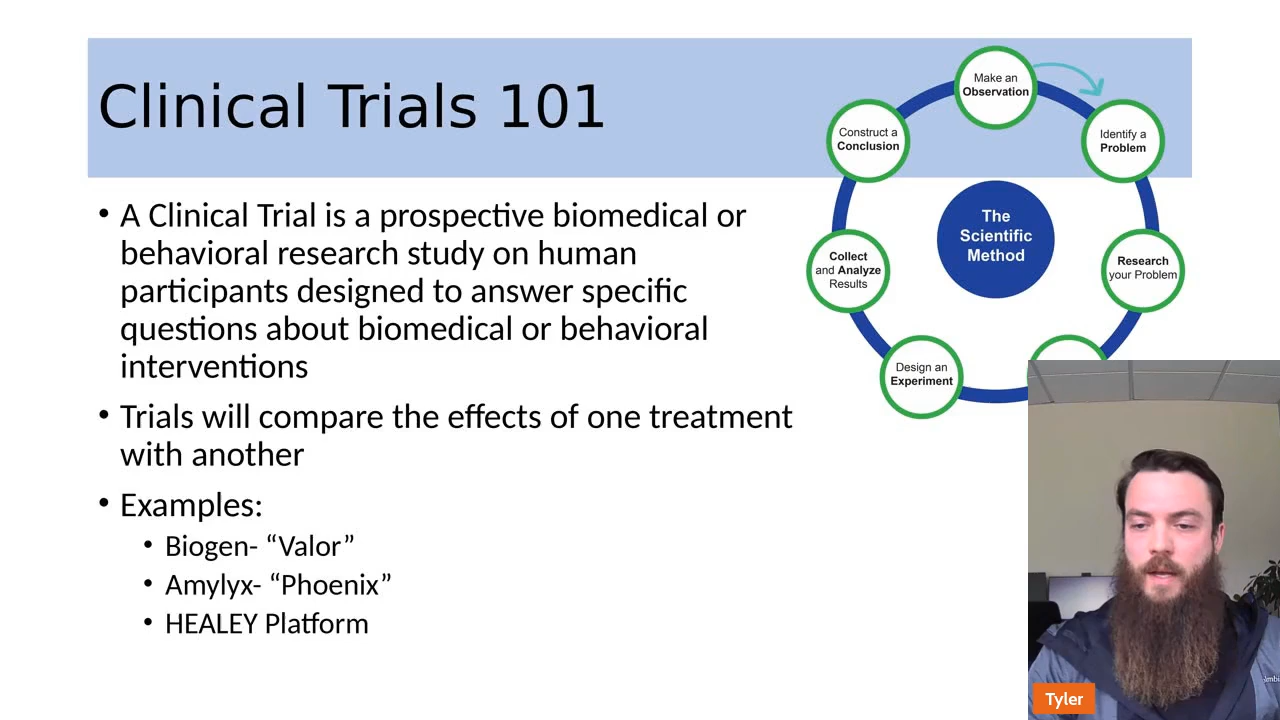 Clinical Trials 101
• A Clinical Trial is a prospective biomedical or
behavioral research study on human
participants designed to answer specific
questions about biomedical or behavioral
interventions
• Trials will compare the effects of one treatment
with another
• Examples:
• Biogen- “Valor”
• Amylyx- “Phoenix”
• HEALEY Platform
Make an
Observation
Identify a
Problem
Research
your Problem
Design an
Experiment
Collect
and Analyze
Results
Construct a
Conclusion
The
Scientific
Method
Tyler